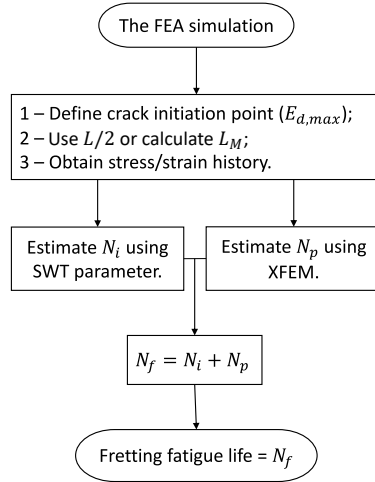 The FEA simulation
1 – Define crack initiation point (E_{d,max});
2 – Use L/2 or calculate L_M;
3 – Obtain stress/strain history.
Estimate N_i using
SWT parameter.
Estimate N_p using
XFEM.
N_f = N_i + N_p
Fretting fatigue life = N_f